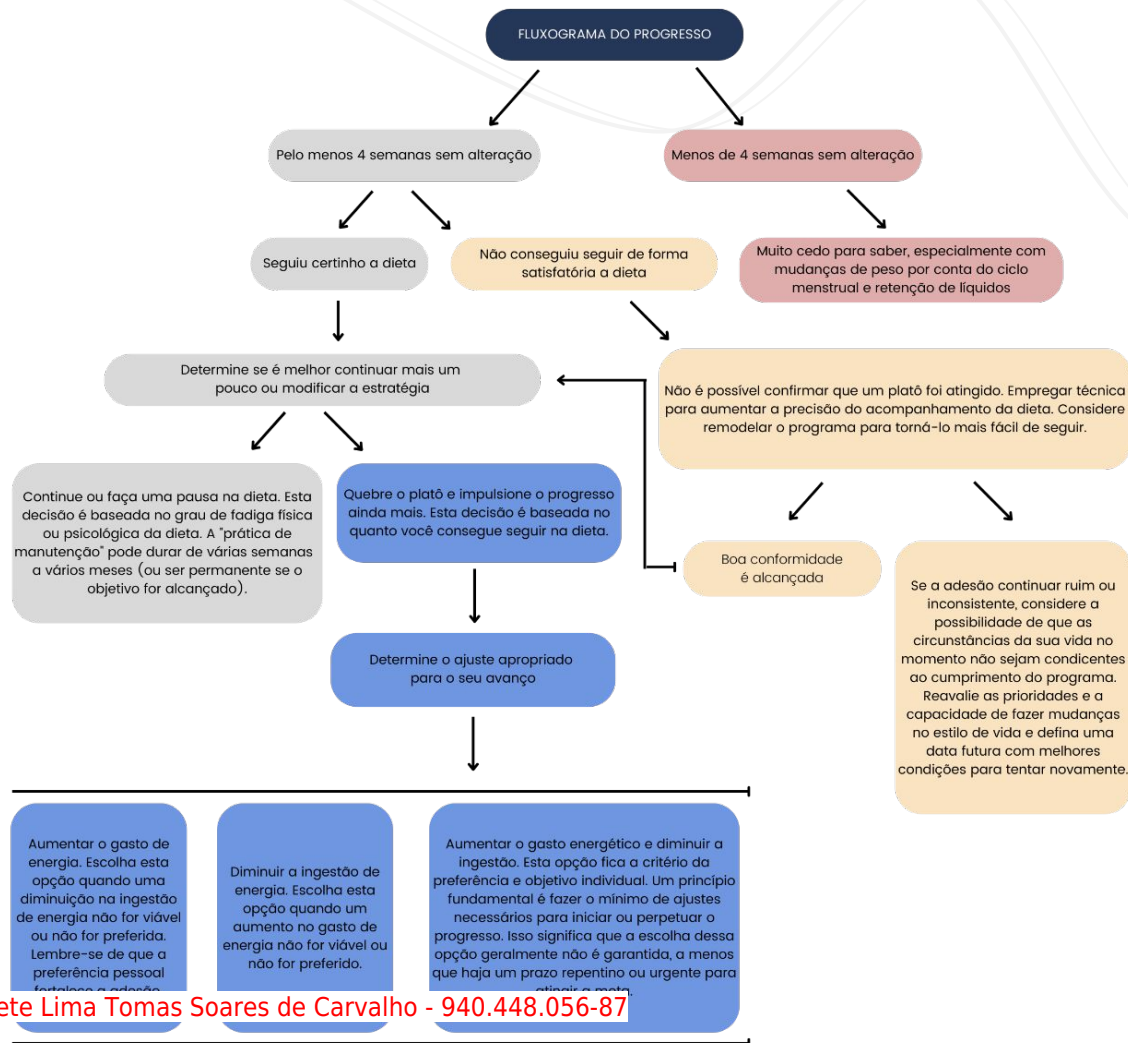 FLUXOGRAMA DO PROGRESSO
Pelo menos 4 semanas sem alteração
Menos de 4 semanas sem alteração
Seguiu certinho a dieta
Não conseguiu seguir de forma
satisfatória a dieta
Muito cedo para saber, especialmente com
mudanças de peso por conta do ciclo
menstrual e retenção de líquidos
Determine se é melhor continuar mais um
pouco ou modificar a estratégia
Não é possível confirmar que um platô foi atingido. Empregar técnica
para aumentar a precisão do acompanhamento da dieta. Considere
remodelar o programa para torná-lo mais fácil de seguir.
Continue ou faça uma pausa na dieta. Esta
decisão é baseada no grau de fadiga física
ou psicológica da dieta. A "prática de
manutenção" pode durar de várias semanas
a vários meses (ou ser permanente se o
objetivo for alcançado).
Quebre o platô e impulsione o progresso
ainda mais. Esta decisão é baseada no
quanto você consegue seguir na dieta.
Boa conformidade
é alcançada
Se a adesão continuar ruim ou
inconsistente, considere a
possibilidade de que as
circunstâncias da sua vida no
momento não sejam condicentes
ao cumprimento do programa.
Reavalie as prioridades e a
capacidade de fazer mudanças
no estilo de vida e defina uma
data futura com melhores
condições para tentar novamente.
Determine o ajuste apropriado
para o seu avanço
Aumentar o gasto de
energia. Escolha esta
opção quando uma
diminuição na ingestão
de energia não for viável
ou não for preferida.
Lembre-se de que a
preferência pessoal
fortalece a adesão.
Diminuir a ingestão de
energia. Escolha esta
opção quando um
aumento no gasto de
energia não for viável ou
não for preferido.
Aumentar o gasto energético e diminuir a
ingestão. Esta opção fica a critério da
preferência e objetivo individual. Um princípio
fundamental é fazer o mínimo de ajustes
necessários para iniciar ou perpetuar o
progresso. Isso significa que a escolha dessa
opção geralmente não é garantida, a menos
que haja um prazo repentino ou urgente para
atingir a meta.
ete Lima Tomas Soares de Carvalho - 940.448.056-87